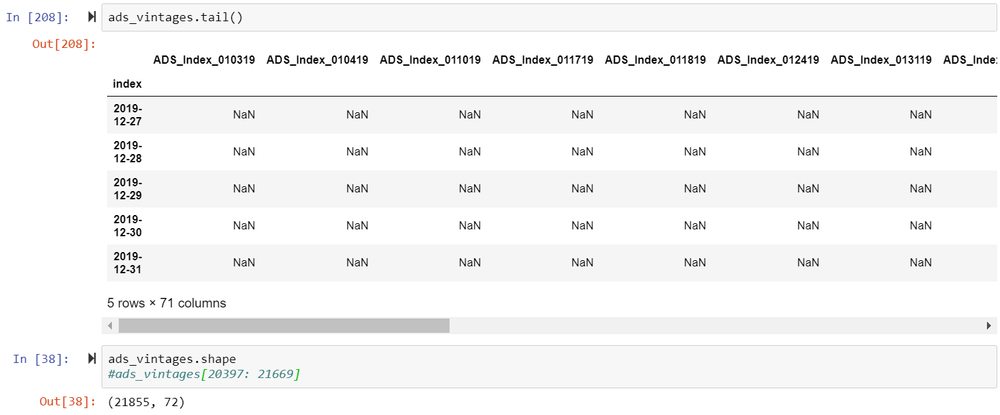 In [208]: ads_vintages.tail()
Out[208]:
ADS_Index_010319 ADS_Index_010419 ADS_Index_011019 ADS_Index_011719 ADS_Index_011819 ADS_Index_012419 ADS_Index_013119 ADS_Inde
index
2019-
12-27 NaN NaN NaN NaN NaN NaN NaN
2019-
12-28 NaN NaN NaN NaN NaN NaN NaN
2019-
12-29 NaN NaN NaN NaN NaN NaN NaN
2019-
12-30 NaN NaN NaN NaN NaN NaN NaN
2019-
12-31 NaN NaN NaN NaN NaN NaN NaN
5 rows × 71 columns
In [38]: ads_vintages.shape
#ads_vintages[20397: 21669]
Out[38]: (21855, 72)